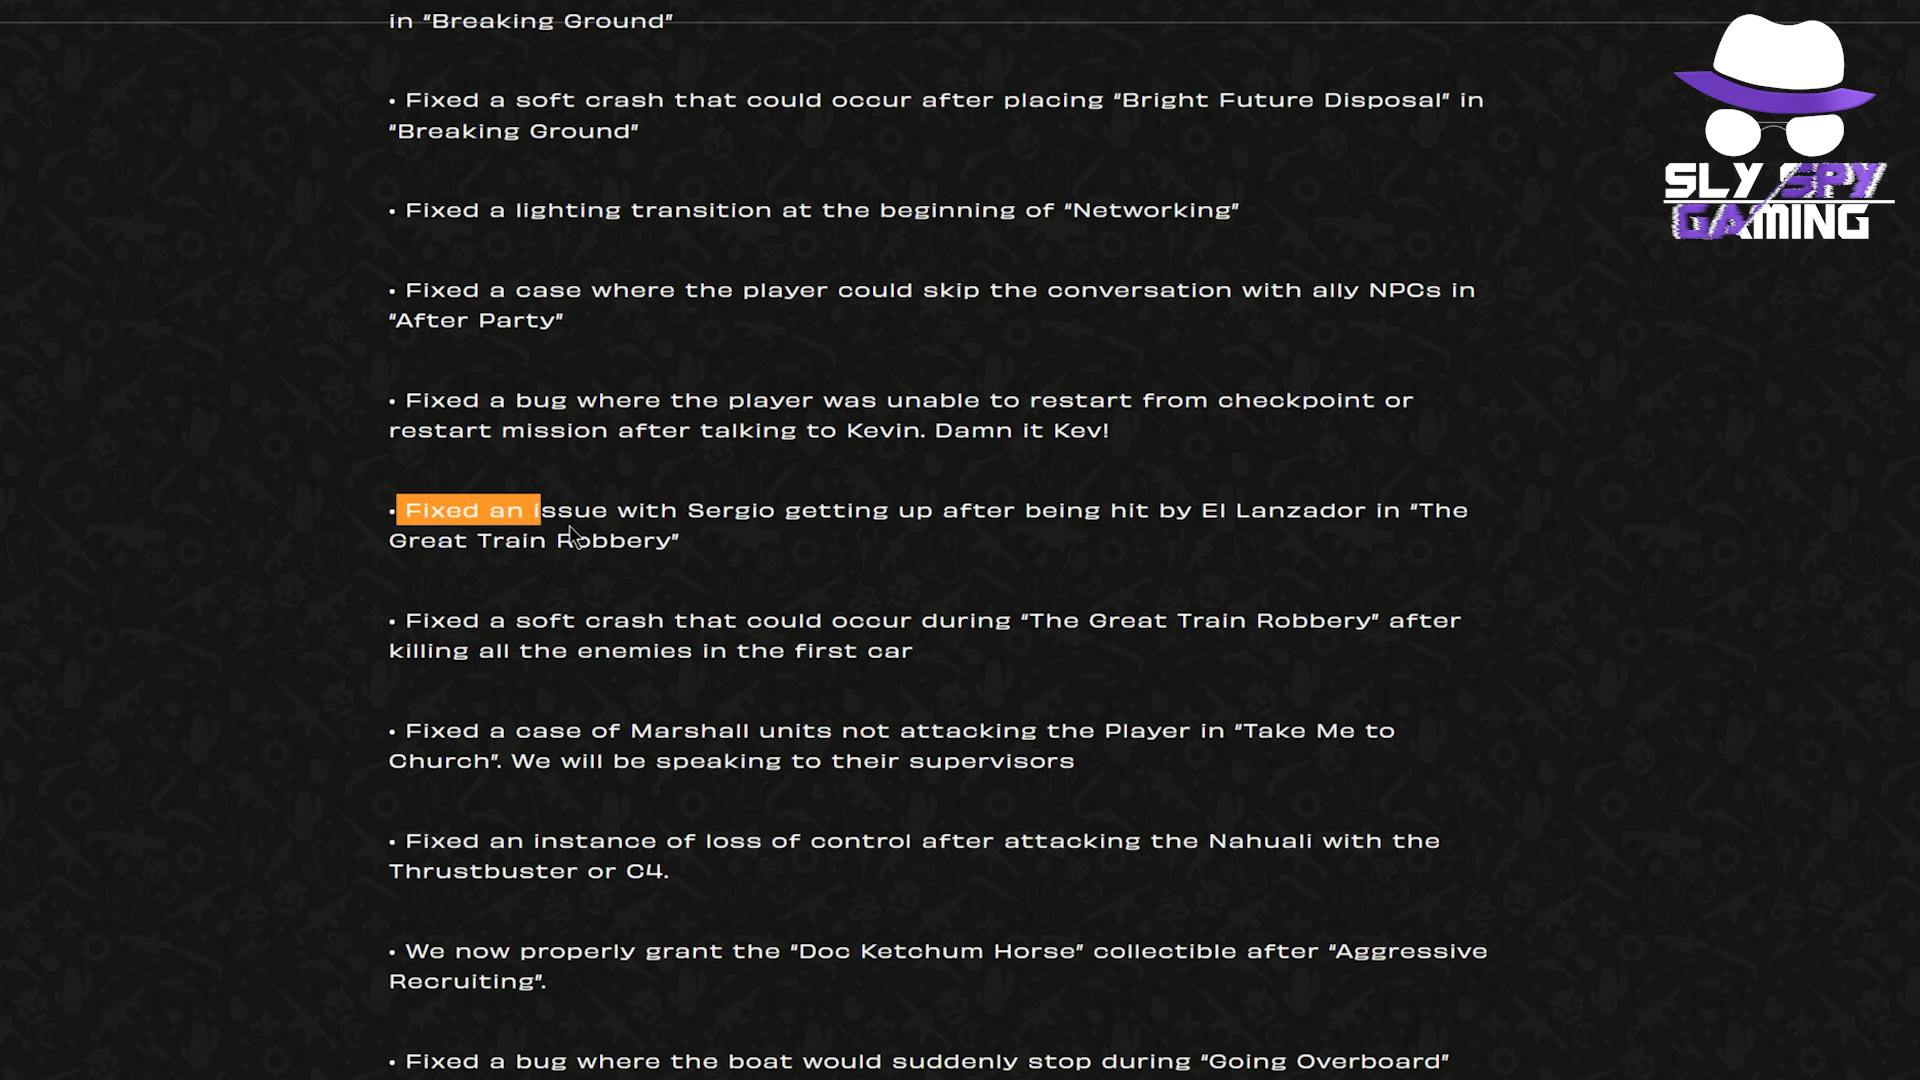 in “Breaking Ground”
• Fixed a soft crash that could occur after placing “Bright Future Disposal” in
“Breaking Ground”
• Fixed a lighting transition at the beginning of “Networking”
• Fixed a case where the player could skip the conversation with ally NPCs in
“After Party”
• Fixed a bug where the player was unable to restart from checkpoint or
restart mission after talking to Kevin. Damn it Kev!
• Fixed an issue with Sergio getting up after being hit by El Lanzador in “The
Great Train Robbery”
• Fixed a soft crash that could occur during “The Great Train Robbery” after
killing all the enemies in the first car
• Fixed a case of Marshall units not attacking the Player in “Take Me to
Church”. We will be speaking to their supervisors
• Fixed an instance of loss of control after attacking the Nahuali with the
Thrustbuster or C4.
• We now properly grant the “Doc Ketchum Horse” collectible after “Aggressive
Recruiting”.
• Fixed a bug where the boat would suddenly stop during “Going Overboard”
SLY SPY
GAMING